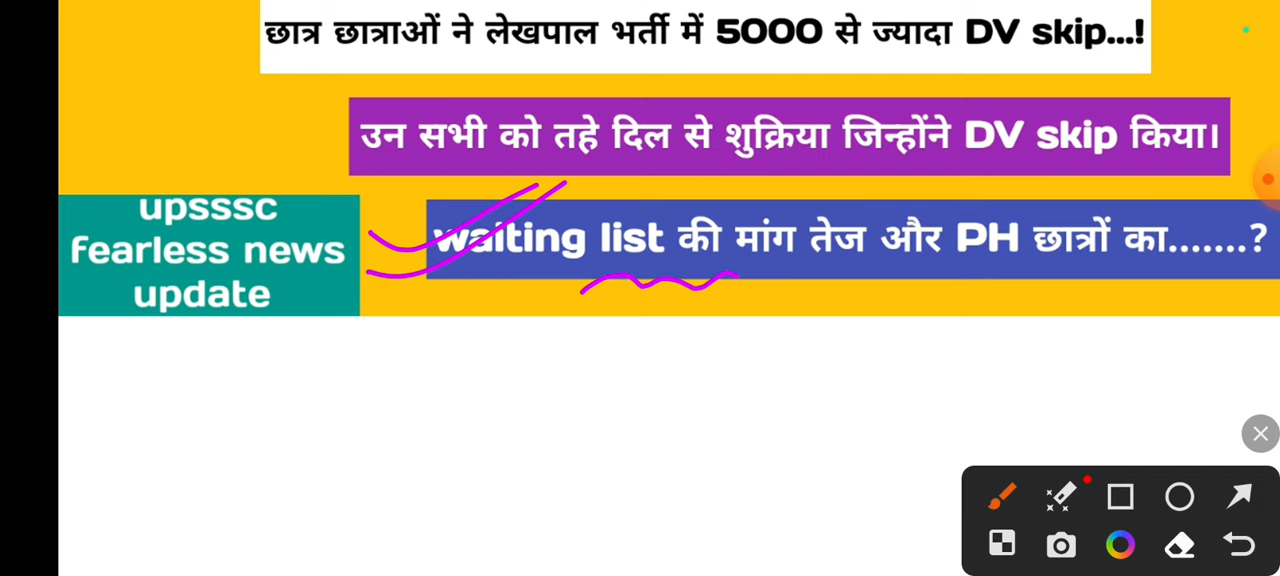 छात्र छात्राओं ने लेखपाल भर्ती में 5000 से ज्यादा DV skip...!
उन सभी को तहे दिल से शुक्रिया जिन्होंने DV skip किया।
upsssc
fearless news
update
waiting list की मांग तेज और PH छात्रों का.......?